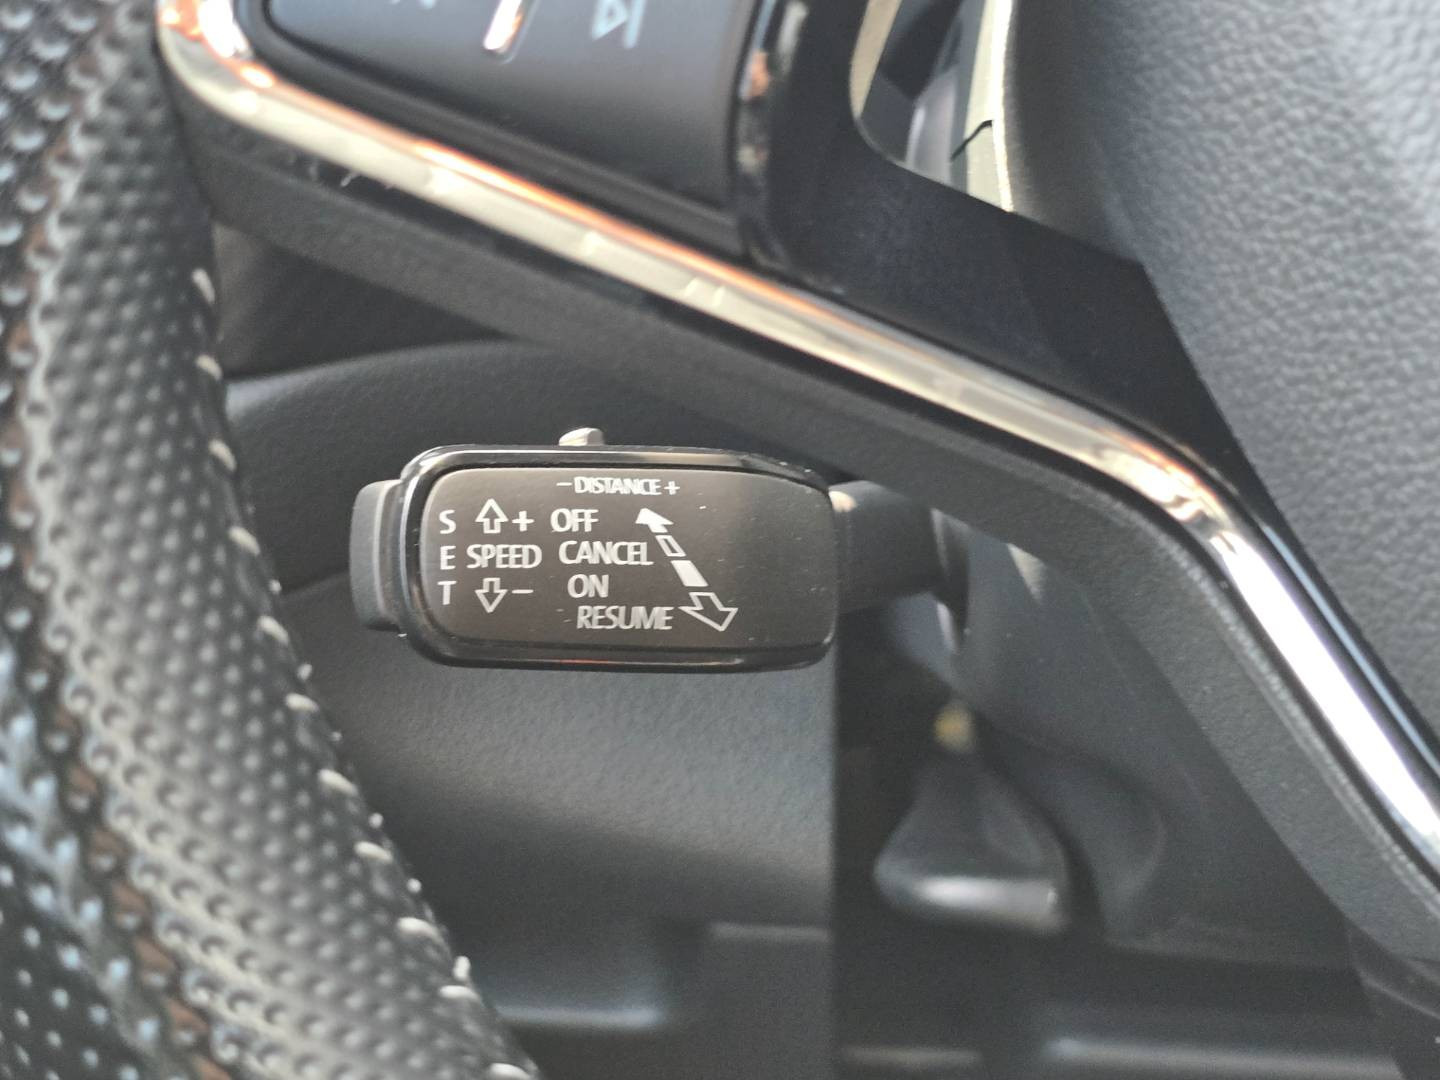 - DISTANCE +
S + OFF
E SPEED CANCEL
T - ON
RESUME